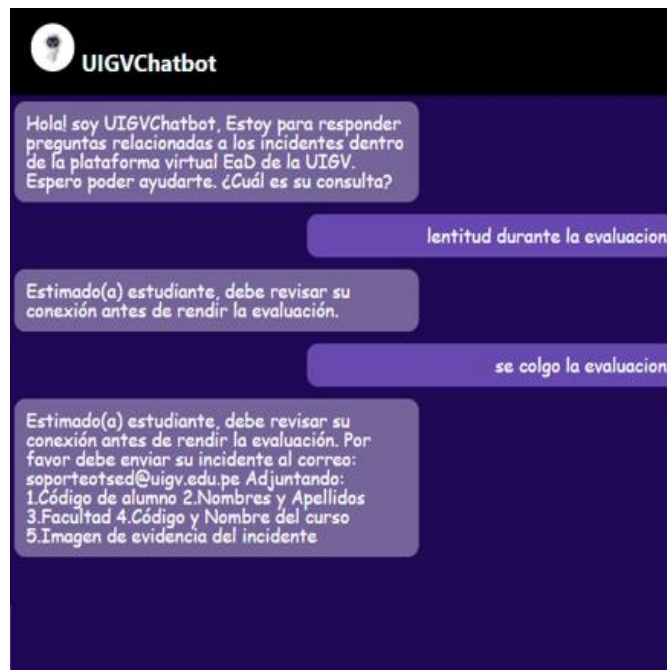 UIGVChatbot
Hola! soy UIGVChatbot, Estoy para responder
preguntas relacionadas a los incidentes dentro
de la plataforma virtual EaD de la UIGV.
Espero poder ayudarte. ¿Cuál es su consulta?
lentitud durante la evaluacion
Estimado(a) estudiante, debe revisar su
conexión antes de rendir la evaluación.
se colgo la evaluacion
Estimado(a) estudiante, debe revisar su
conexión antes de rendir la evaluación. Por
favor debe enviar su incidente al correo:
soporteotsed@uigv.edu.pe Adjuntando:
1.Código de alumno 2.Nombres y Apellidos
3.Facultad 4.Código y Nombre del curso
5.Imagen de evidencia del incidente